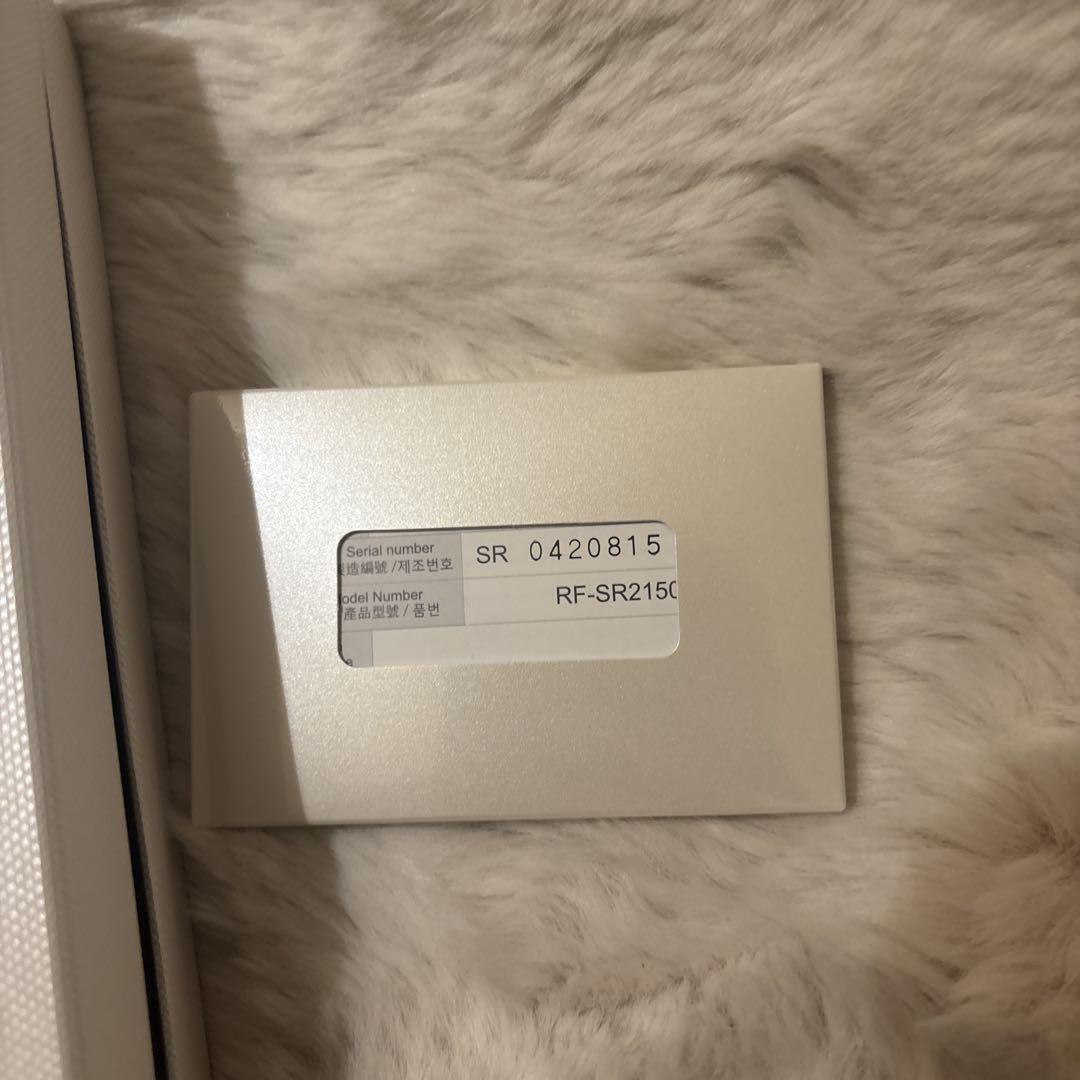 Serial number
造編號 /제조번호
SR 0420815
odel Number
產品型號 / 품번
RF-SR2150